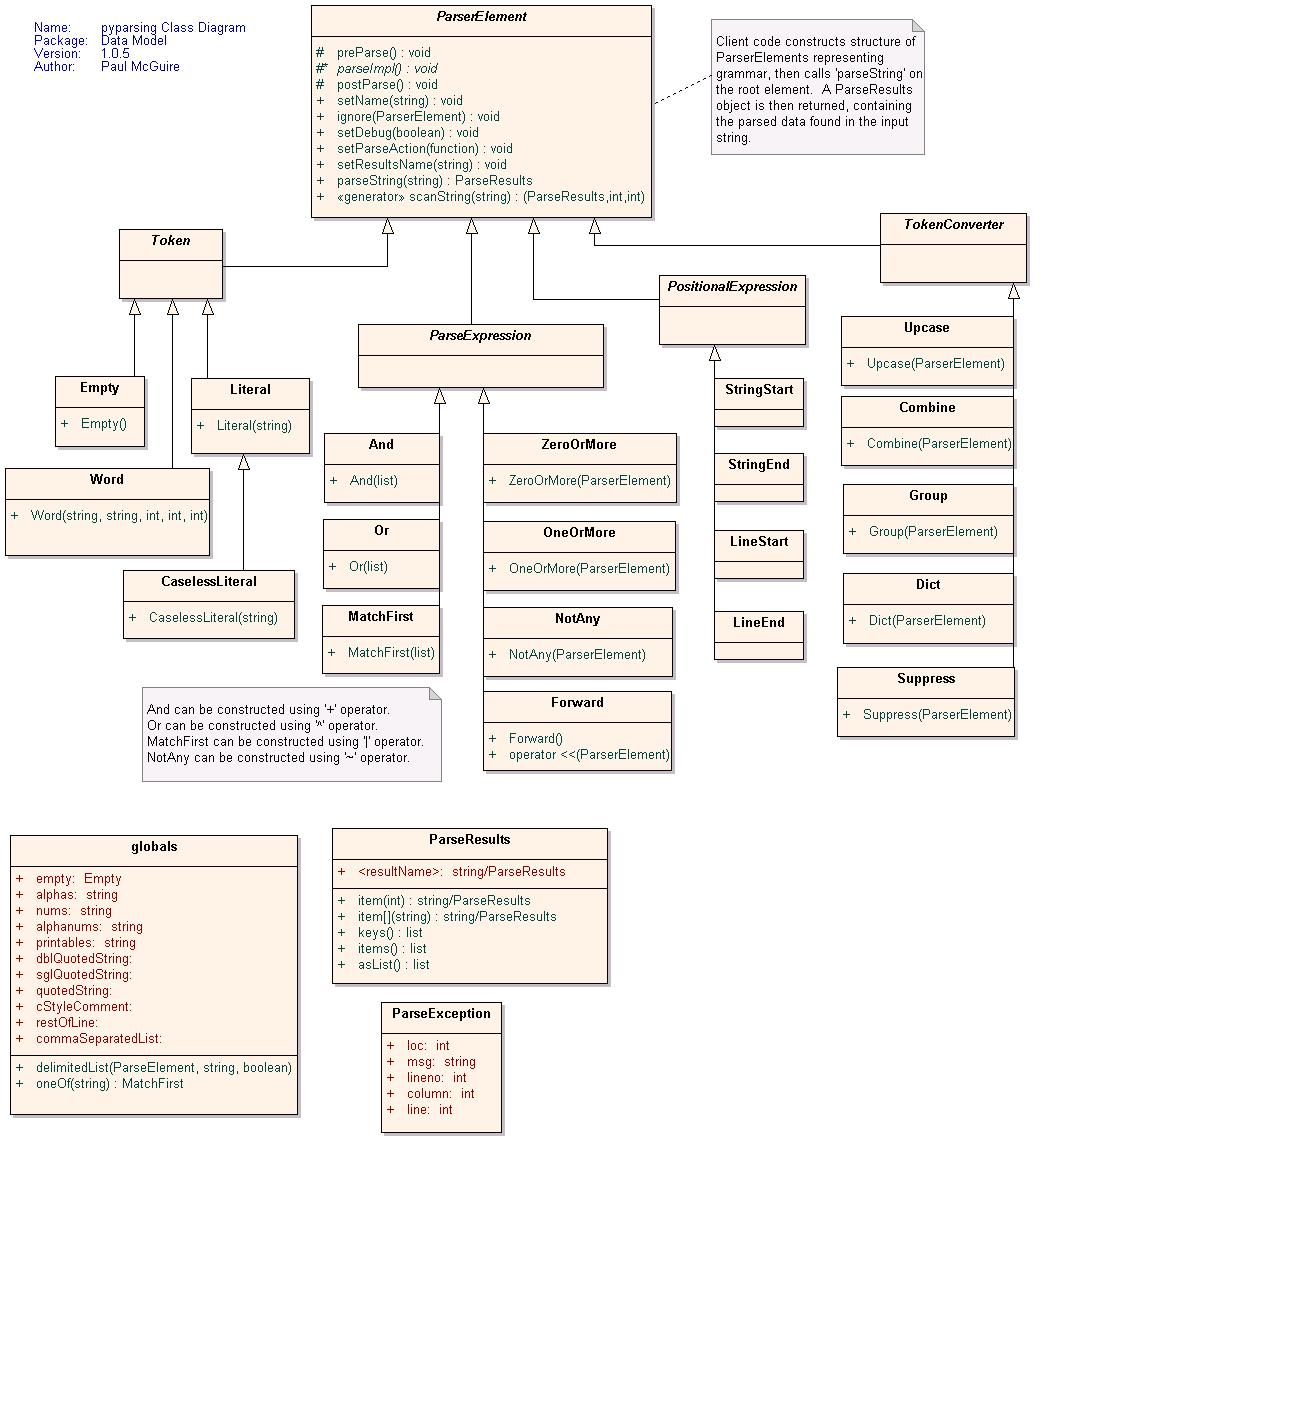 Name: pyparsing Class Diagram
Package: Data Model
Version: 1.0.5
Author: Paul McGuire
ParserElement
# preParse() : void
#* parseImpl() : void
# postParse() : void
+ setName(string) : void
+ ignore(ParserElement) : void
+ setDebug(boolean) : void
+ setParseAction(function) : void
+ setResultsName(string) : void
+ parseString(string) : ParseResults
+ «generator» scanString(string) : (ParseResults,int,int)
Client code constructs structure of
ParserElements representing
grammar, then calls 'parseString' on
the root element. A ParseResults
object is then returned, containing
the parsed data found in the input
string.
Token
TokenConverter
PositionalExpression
ParseExpression
Empty
+ Empty()
Literal
+ Literal(string)
Word
+ Word(string, string, int, int, int)
CaselessLiteral
+ CaselessLiteral(string)
And
+ And(list)
Or
+ Or(list)
MatchFirst
+ MatchFirst(list)
ZeroOrMore
+ ZeroOrMore(ParserElement)
OneOrMore
+ OneOrMore(ParserElement)
NotAny
+ NotAny(ParserElement)
Forward
+ Forward()
+ operator <<(ParserElement)
StringStart
StringEnd
LineStart
LineEnd
Upcase
+ Upcase(ParserElement)
Combine
+ Combine(ParserElement)
Group
+ Group(ParserElement)
Dict
+ Dict(ParserElement)
Suppress
+ Suppress(ParserElement)
And can be constructed using '+' operator.
Or can be constructed using '^' operator.
MatchFirst can be constructed using '|' operator.
NotAny can be constructed using '~' operator.
globals
+ empty: Empty
+ alphas: string
+ nums: string
+ alphanums: string
+ printables: string
+ dblQuotedString:
+ sglQuotedString:
+ quotedString:
+ cStyleComment:
+ restOfLine:
+ commaSeparatedList:
+ delimitedList(ParseElement, string, boolean)
+ oneOf(string) : MatchFirst
ParseResults
+ <resultName>: string/ParseResults
+ item(int) : string/ParseResults
+ item[](string) : string/ParseResults
+ keys() : list
+ items() : list
+ asList() : list
ParseException
+ loc: int
+ msg: string
+ lineno: int
+ column: int
+ line: int